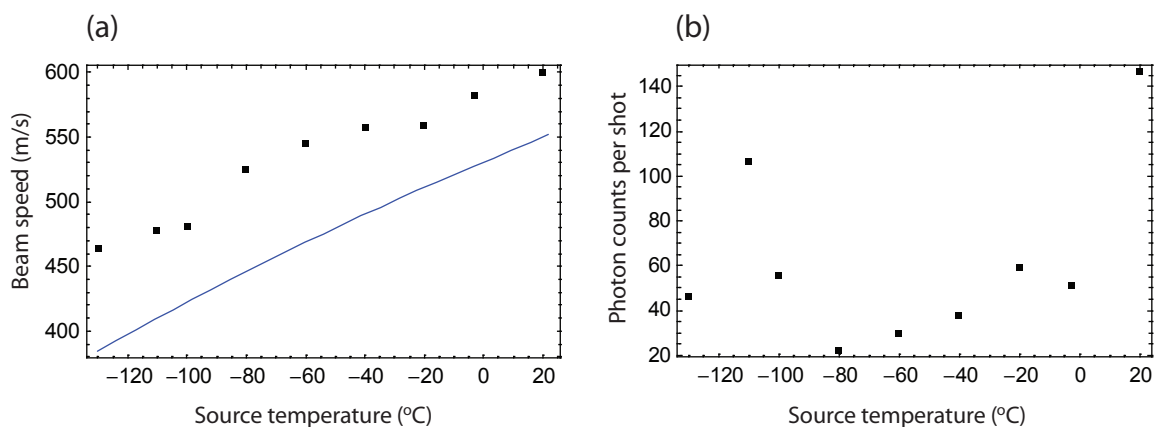 (a)
600
550
500
450
400
Beam speed (m/s)
−120 −100 −80 −60 −40 −20 0 20
Source temperature (ºC)
(b)
140
120
100
80
60
40
20
Photon counts per shot
−120 −100 −80 −60 −40 −20 0 20
Source temperature (ºC)